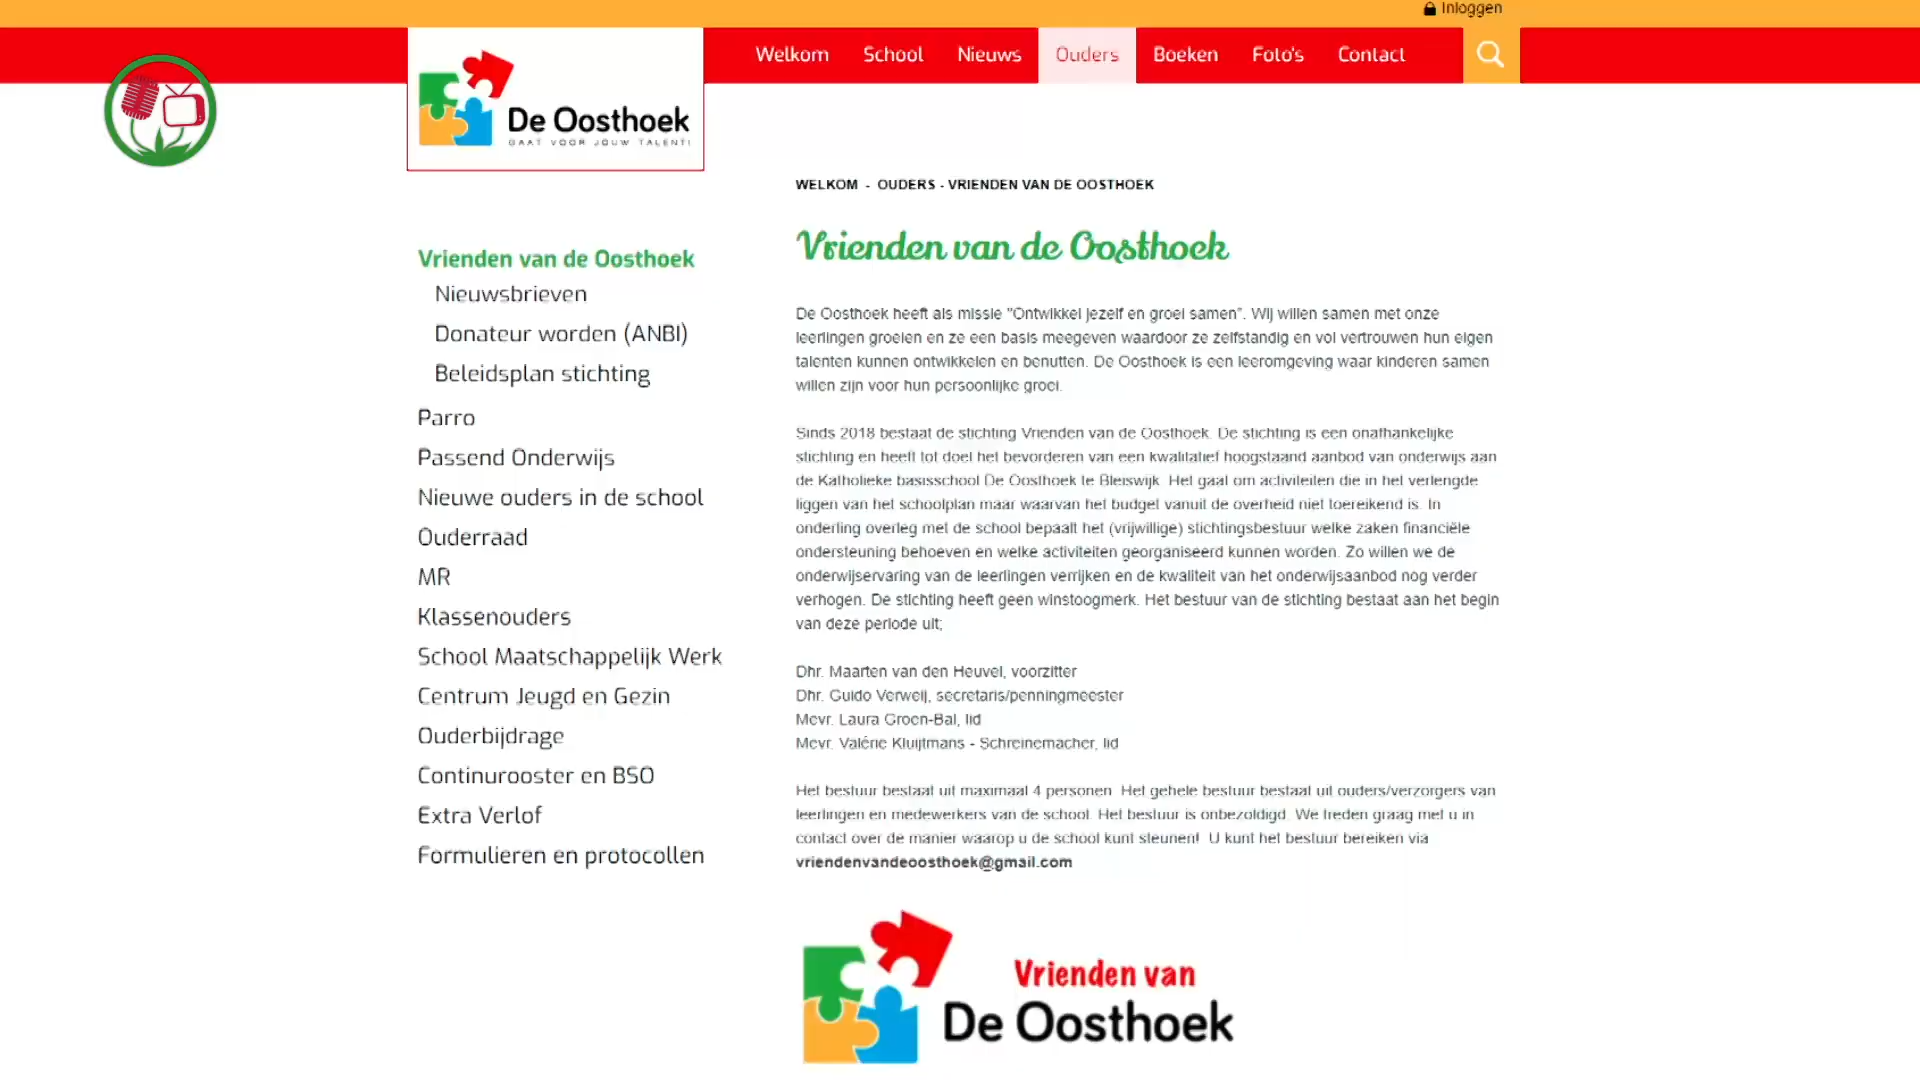 Inloggen
Welkom School Nieuws Ouders Boeken Foto's Contact
De Oosthoek
GAAT VOOR JOUW TALENT!
WELKOM - OUDERS - VRIENDEN VAN DE OOSTHOEK
Vrienden van de Oosthoek
Nieuwsbrieven
Donateur worden (ANBI)
Beleidsplan stichting
Parro
Passend Onderwijs
Nieuwe ouders in de school
Ouderraad
MR
Klassenouders
School Maatschappelijk Werk
Centrum Jeugd en Gezin
Ouderbijdrage
Continurooster en BSO
Extra Verlof
Formulieren en protocollen
Vrienden van de Oosthoek
De Oosthoek heeft als missie "Ontwikkel jezelf en groei samen". Wij willen samen met onze
leerlingen groeien en ze een basis meegeven waardoor ze zelfstandig en vol vertrouwen hun eigen
talenten kunnen ontwikkelen en benutten. De Oosthoek is een leeromgeving waar kinderen samen
willen zijn voor hun persoonlijke groei.
Sinds 2018 bestaat de stichting Vrienden van de Oosthoek. De stichting is een onafhankelijke
stichting en heeft tot doel het bevorderen van een kwalitatief hoogstaand aanbod van onderwijs aan
de Katholieke basisschool De Oosthoek te Bleiswijk. Het gaat om activiteiten die in het verlengde
liggen van het schoolplan maar waarvan het budget vanuit de overheid niet toereikend is. In
onderling overleg met de school bepaalt het (vrijwillige) stichtingsbestuur welke zaken financiële
ondersteuning behoeven en welke activiteiten georganiseerd kunnen worden. Zo willen we de
onderwijservaring van de leerlingen verrijken en de kwaliteit van het onderwijsaanbod nog verder
verhogen. De stichting heeft geen winstoogmerk. Het bestuur van de stichting bestaat aan het begin
van deze periode uit;
Dhr. Maarten van den Heuvel, voorzitter
Dhr. Guido Verweij, secretaris/penningmeester
Mevr. Laura Groen-Bal, lid
Mevr. Valérie Kluijtmans - Schreinemacher, lid
Het bestuur bestaat uit maximaal 4 personen. Het gehele bestuur bestaat uit ouders/verzorgers van
leerlingen en medewerkers van de school. Het bestuur is onbezoldigd. We treden graag met u in
contact over de manier waarop u de school kunt steunen! U kunt het bestuur bereiken via
vriendenvandeoosthoek@gmail.com
Vrienden van
De Oosthoek